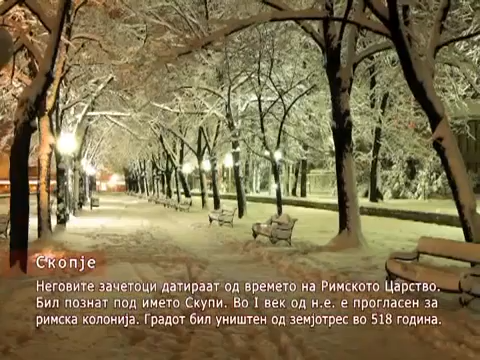 Скопје
Неговите зачетоци датираат од времето на Римското Царство.
Бил познат под името Скупи. Во I век од н.е. е прогласен за
римска колонија. Градот бил уништен од земјотрес во 518 година.